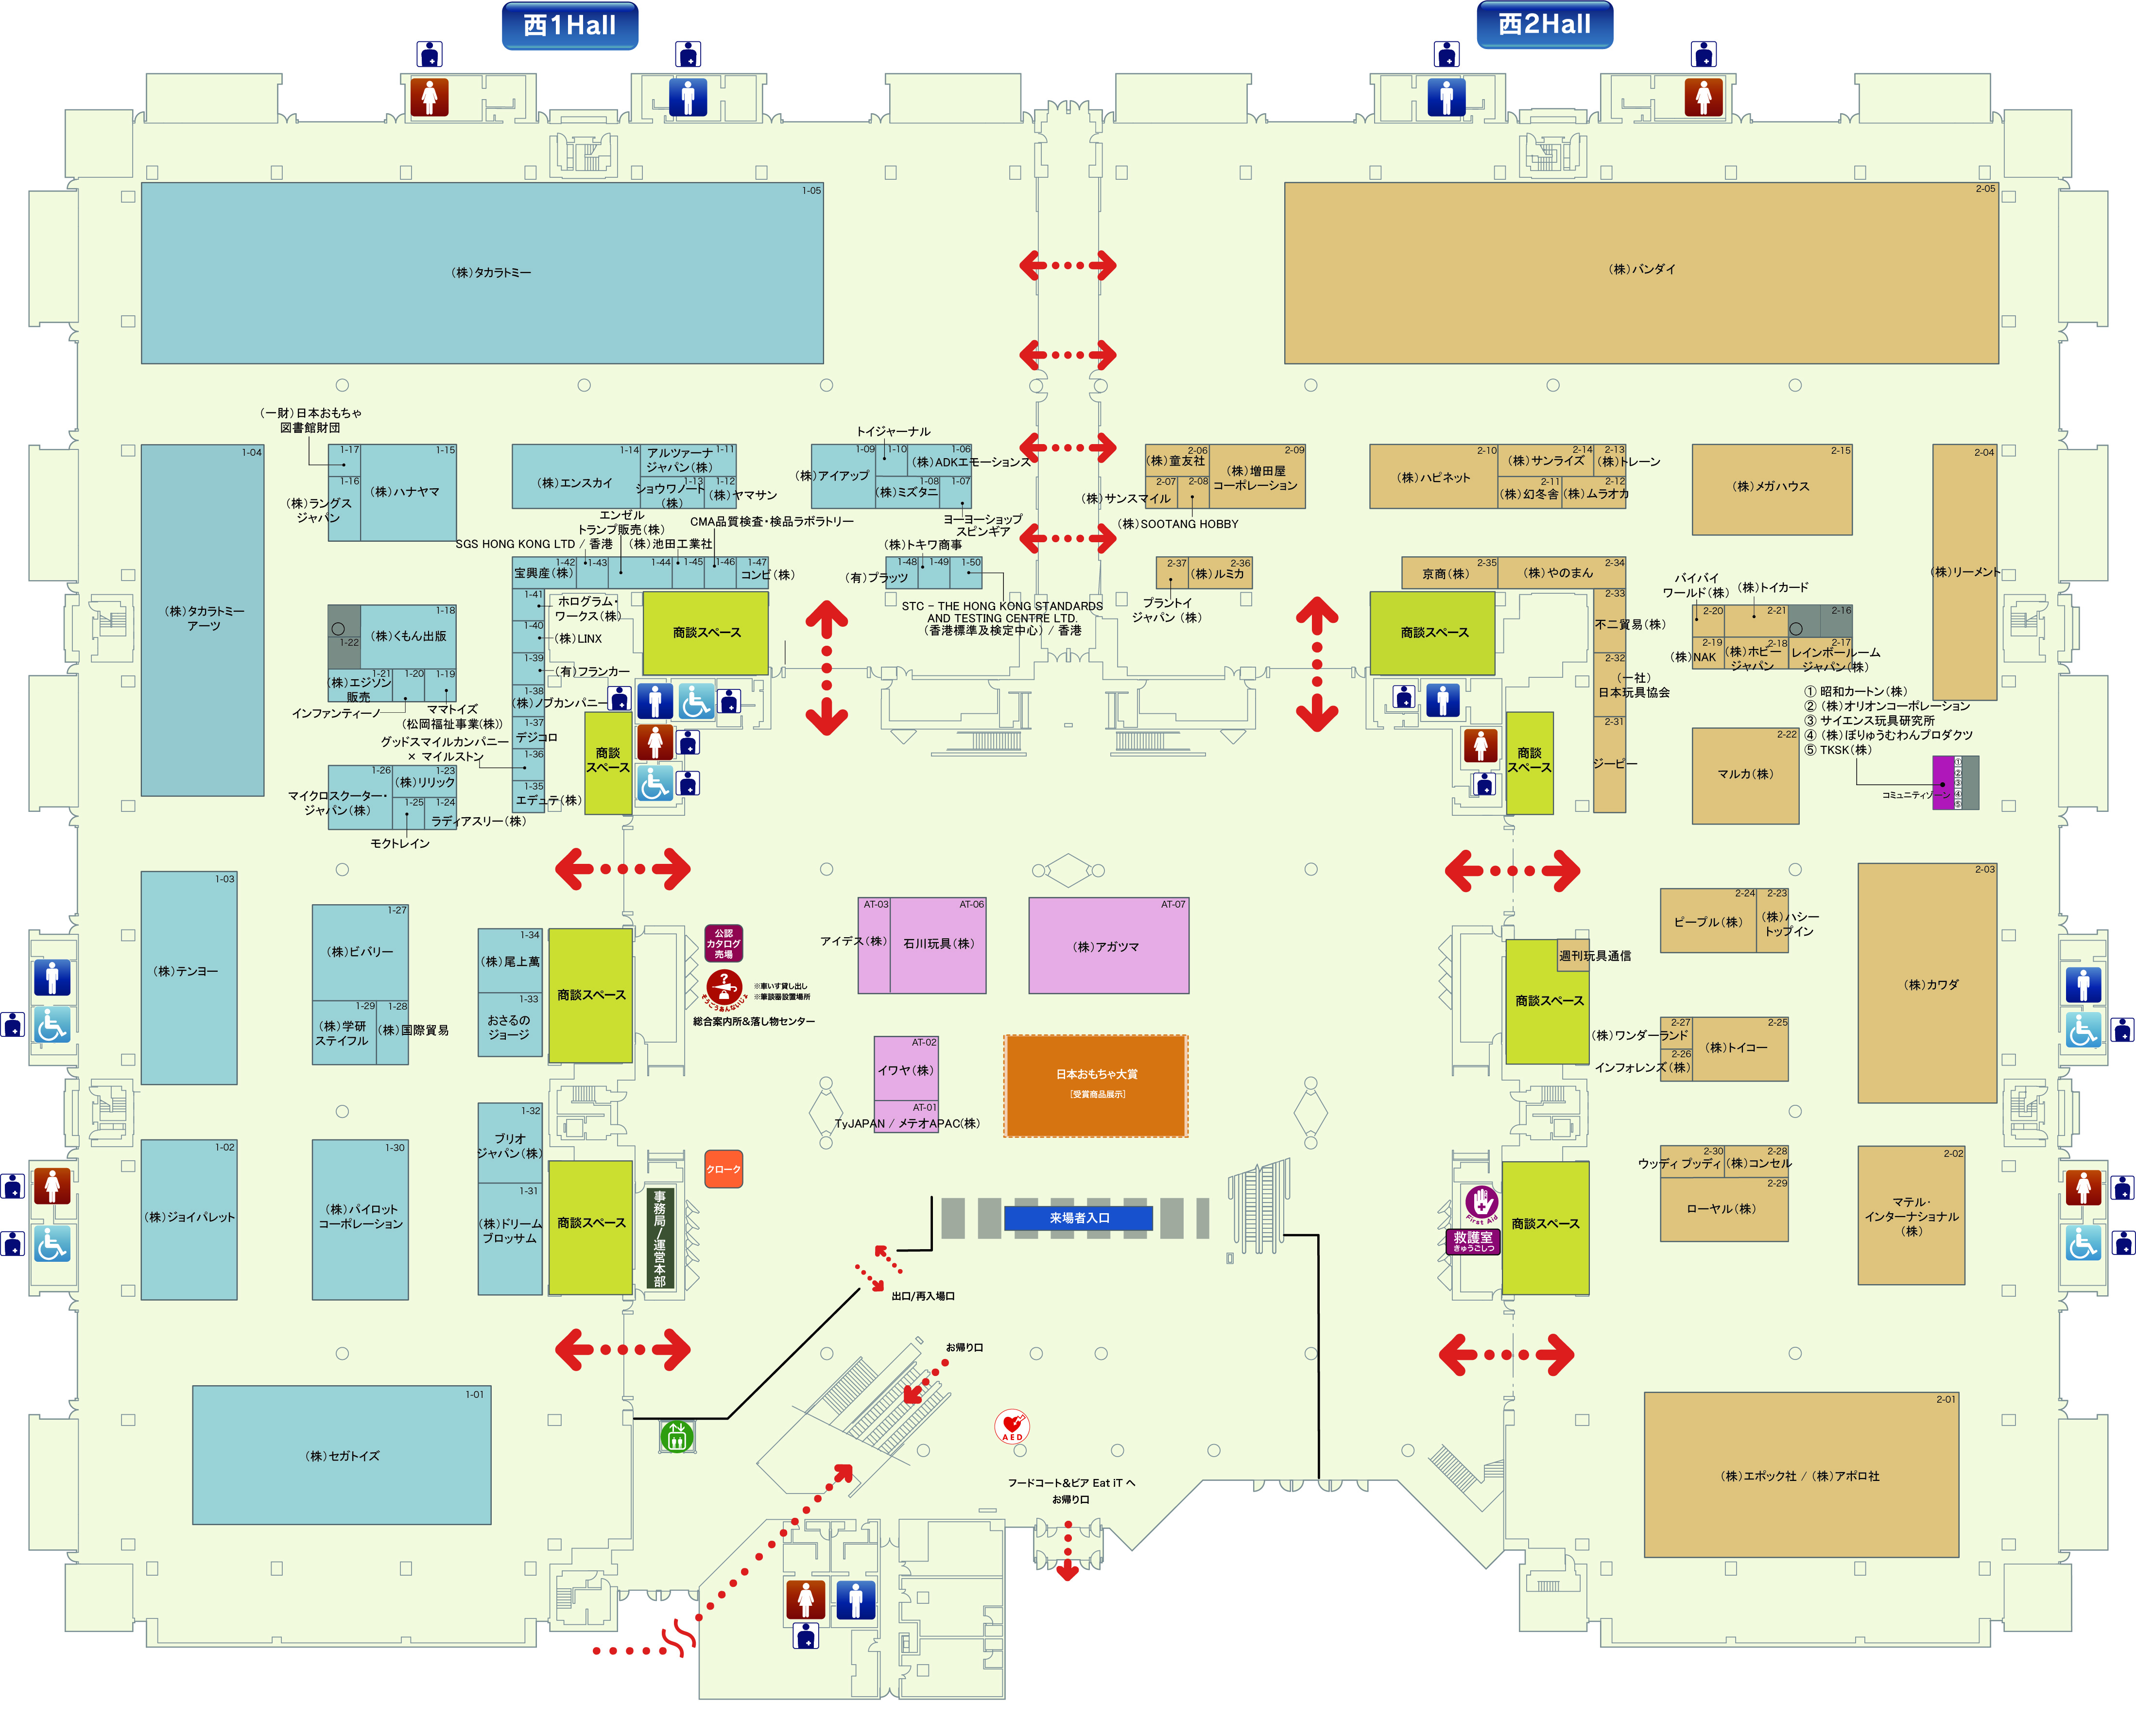 西1Hall
西2Hall
1-05
(株)タカラトミー
2-05
(株)バンダイ
(一財)日本おもちゃ
図書館財団
1-04
(株)タカラトミー
アーツ
1-17
1-16
(株)ラングス
ジャパン
1-15
(株)ハナヤマ
1-14
(株)エンスカイ
1-11
アルツァーナ
ジャパン(株)
1-13
ショウワノート
(株)
1-12
(株)ヤマサン
トイジャーナル
1-09
(株)アイアップ
1-10
1-06
(株)ADKエモーションズ
1-08
(株)ミズタニ
1-07
ヨーヨーショップ
スピンギア
2-06
(株)童友社
2-07
(株)サンスマイル
2-08
(株)SOOTANG HOBBY
2-09
(株)増田屋
コーポレーション
2-10
(株)ハピネット
2-14
(株)サンライズ
2-13
(株)トレーン
2-11
(株)幻冬舎
2-12
(株)ムラオカ
2-15
(株)メガハウス
2-04
(株)リーメント
エンゼル
トランプ販売(株)
CMA品質検査・検品ラボラトリー
SGS HONG KONG LTD / 香港
(株)池田工業社
1-42
宝興産(株)
1-43
1-44
1-45
1-46
1-47
コンビ(株)
(株)トキワ商事
1-48
(有)プラッツ
1-49
1-50
STC - THE HONG KONG STANDARDS
AND TESTING CENTRE LTD.
(香港標準及検定中心) / 香港
2-37
プラントイ
ジャパン(株)
2-36
(株)ルミカ
2-35
京商(株)
2-34
(株)やのまん
2-33
不二貿易(株)
2-32
(一社)
日本玩具協会
2-31
ジーピー
バイバイ
ワールド(株)
(株)トイカード
2-20
2-21
2-16
2-19
(株)NAK
2-18
(株)ホビー
ジャパン
2-17
レインボールーム
ジャパン(株)
1-18
(株)くもん出版
1-22
1-21
(株)エジソン
販売
1-20
インファンティーノ
1-19
ママトイズ
(松岡福祉事業(株))
1-41
ホログラム・
ワークス(株)
1-40
(株)LINX
1-39
(有)フランカー
1-38
(株)ノブカンパニー
1-37
デジコロ
グッドスマイルカンパニー
× マイルストン
1-36
1-35
エデュテ(株)
商談スペース
商談
スペース
商談スペース
商談
スペース
1-26
マイクロスクーター・
ジャパン(株)
1-23
(株)リリック
1-25
モクトレイン
1-24
ラディアスリー(株)
2-22
マルカ(株)
① 昭和カートン(株)
② (株)オリオンコーポレーション
③ サイエンス玩具研究所
④ (株)ぽりゅうむわんプロダクツ
⑤ TKSK(株)
コミュニティゾーン
①
②
③
④
⑤
1-03
(株)テンヨー
1-27
(株)ビバリー
1-29
(株)学研
ステイフル
1-28
(株)国際貿易
1-34
(株)尾上萬
1-33
おさるの
ジョージ
商談スペース
公認
カタログ
売場
?
そうごうあんないじょ
※車いす貸し出し
※筆談器設置場所
総合案内所&落し物センター
AT-03
アイデス(株)
AT-06
石川玩具(株)
AT-07
(株)アガツマ
AT-02
イワヤ(株)
AT-01
TyJAPAN / メテオAPAC(株)
日本おもちゃ大賞
[受賞商品展示]
週刊玩具通信
商談スペース
2-24
ピープル(株)
2-23
(株)ハシー
トップイン
2-03
(株)カワダ
2-27
(株)ワンダーランド
2-26
インフォレンズ(株)
2-25
(株)トイコー
1-02
(株)ジョイパレット
1-30
(株)パイロット
コーポレーション
1-32
ブリオ
ジャパン(株)
1-31
(株)ドリーム
ブロッサム
商談スペース
事務局/運営本部
クローク
来場者入口
出口/再入場口
お帰り口
First Aid
救護室
きゅうごしつ
商談スペース
2-30
ウッディ プッディ
2-28
(株)コンセル
2-29
ローヤル(株)
2-02
マテル・
インターナショナル
(株)
1-01
(株)セガトイズ
AED
フードコート&ビア Eat iT へ
お帰り口
2-01
(株)エポック社 / (株)アポロ社